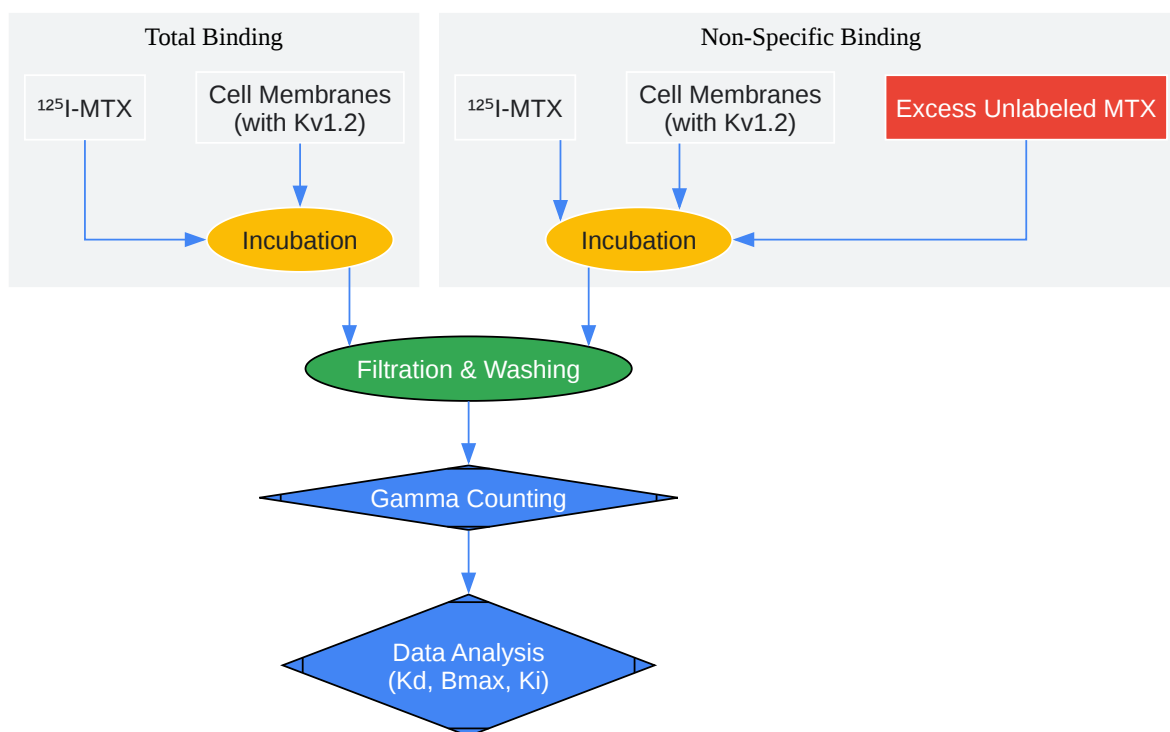 Total Binding
¹²⁵I-MTX
Cell Membranes
(with Kv1.2)
Incubation
Non-Specific Binding
¹²⁵I-MTX
Cell Membranes
(with Kv1.2)
Excess Unlabeled MTX
Incubation
Filtration & Washing
Gamma Counting
Data Analysis
(Kd, Bmax, Ki)